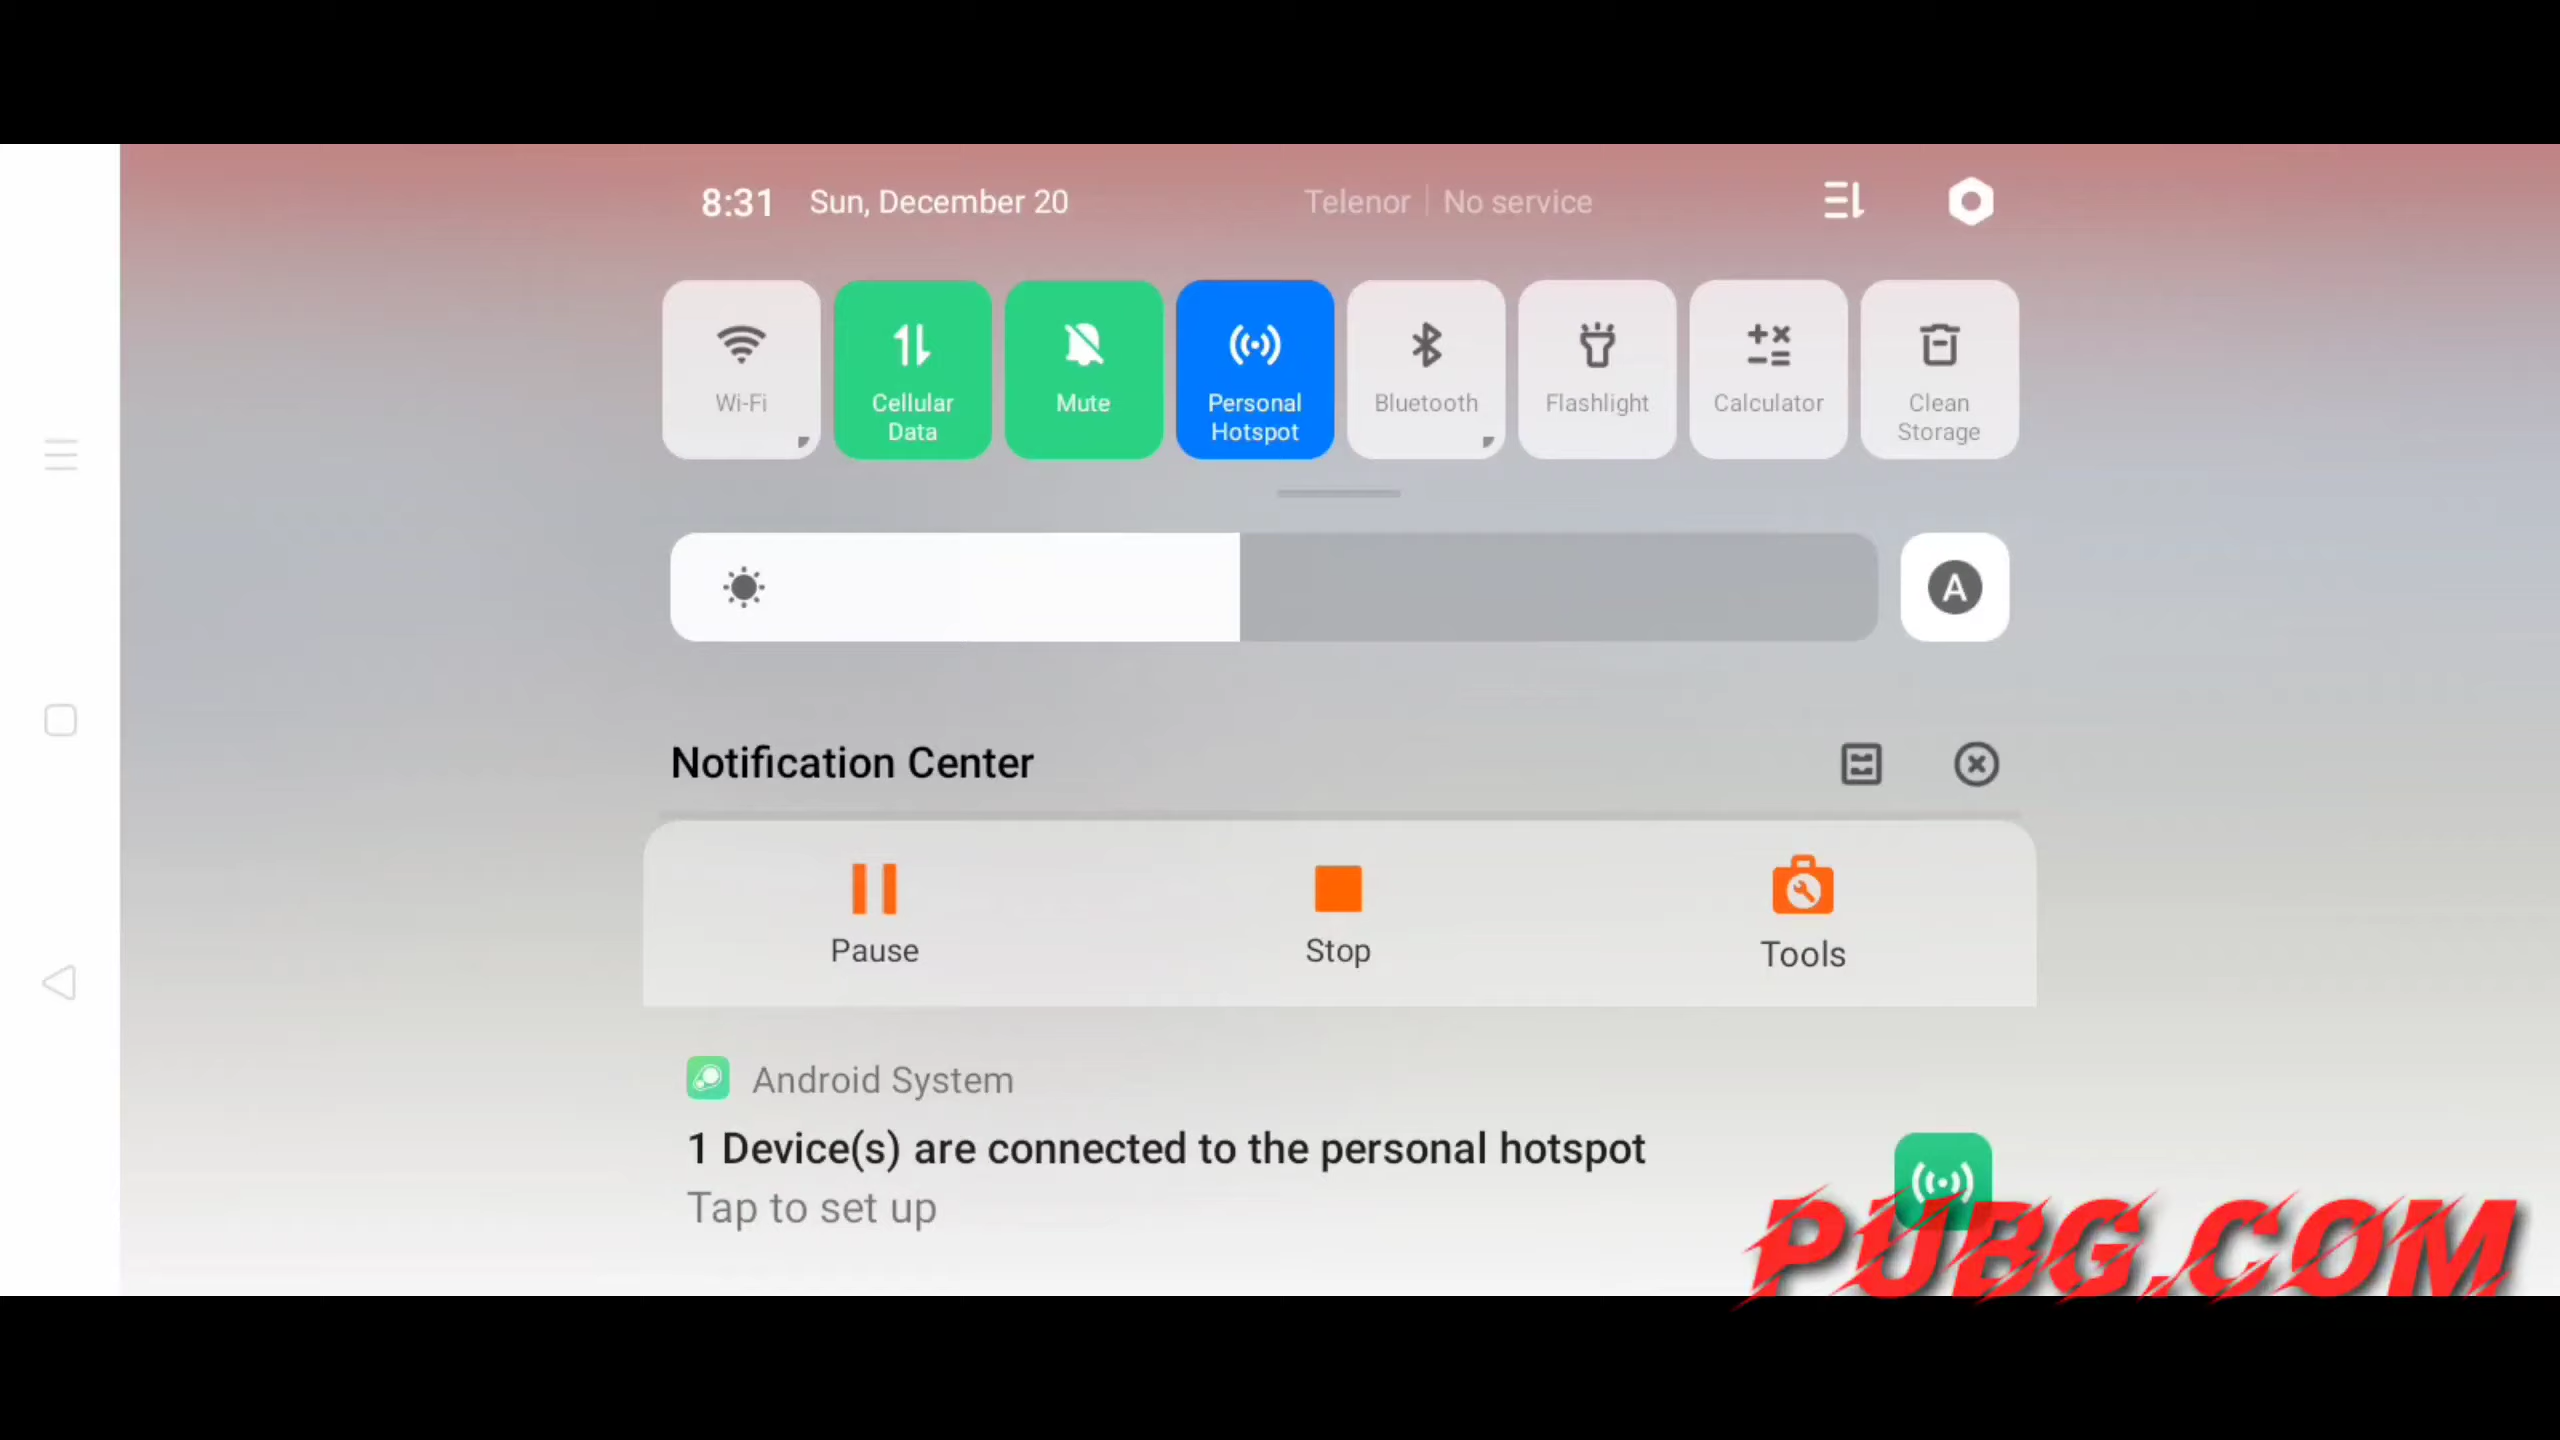 8:31 Sun, December 20 Telenor | No service
Wi-Fi Cellular Data Mute Personal Hotspot Bluetooth Flashlight Calculator Clean Storage
A
Notification Center
Pause Stop Tools
Android System
1 Device(s) are connected to the personal hotspot
Tap to set up
PUBG.COM